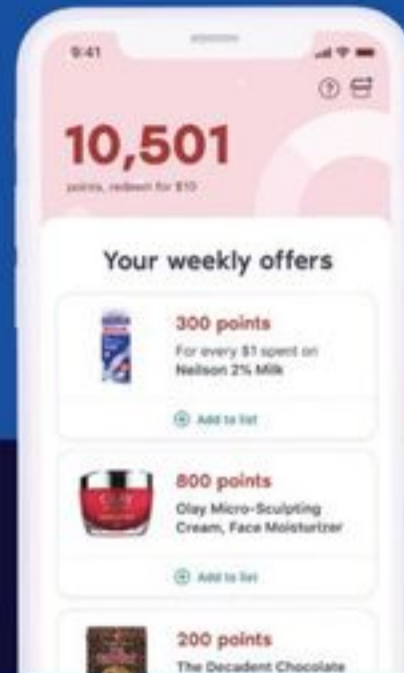 9:41
10,501
points, redeem for $10
Your weekly offers
300 points
For every $1 spent on
Neilson 2% Milk
Add to list
OLAY
800 points
Olay Micro-Sculpting
Cream, Face Moisturizer
Add to list
200 points
The Decadent Chocolate